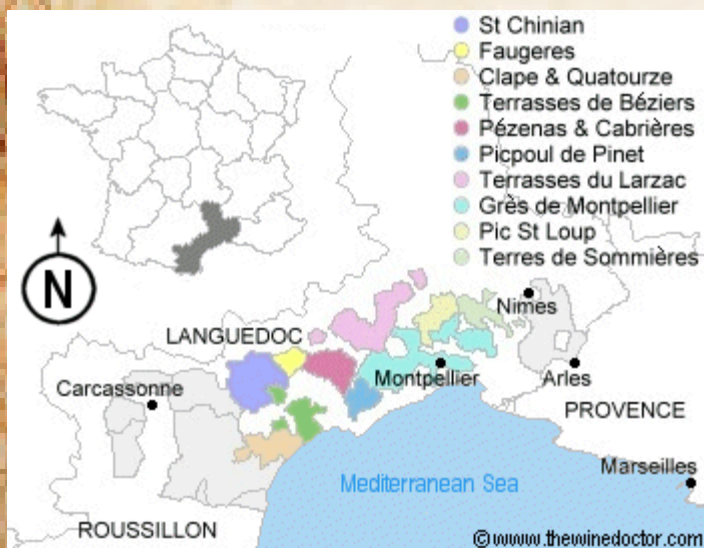 St Chinian
Faugeres
Clape & Quatourze
Terrasses de Béziers
Pézenas & Cabrières
Picpoul de Pinet
Terrasses du Larzac
Grès de Montpellier
Pic St Loup
Terres de Sommières
N
Nimes
LANGUEDOC
Carcassonne
Montpellier
Arles
PROVENCE
Marseilles
Mediterranean Sea
ROUSSILLON
©www.thewinedoctor.com